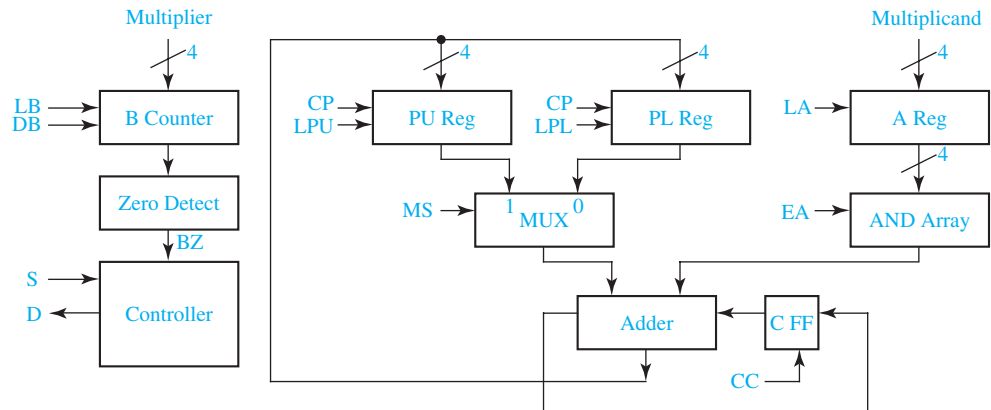 Multiplier
Multiplicand
4
4
4
4
LB
DB
B Counter
CP
LPU
PU Reg
CP
LPL
PL Reg
LA
A Reg
4
Zero Detect
MS
1
0
MUX
EA
AND Array
BZ
S
D
Controller
Adder
C FF
CC